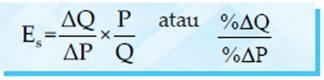 Es = ΔQ/ΔP × P/Q atau %ΔQ/%ΔP